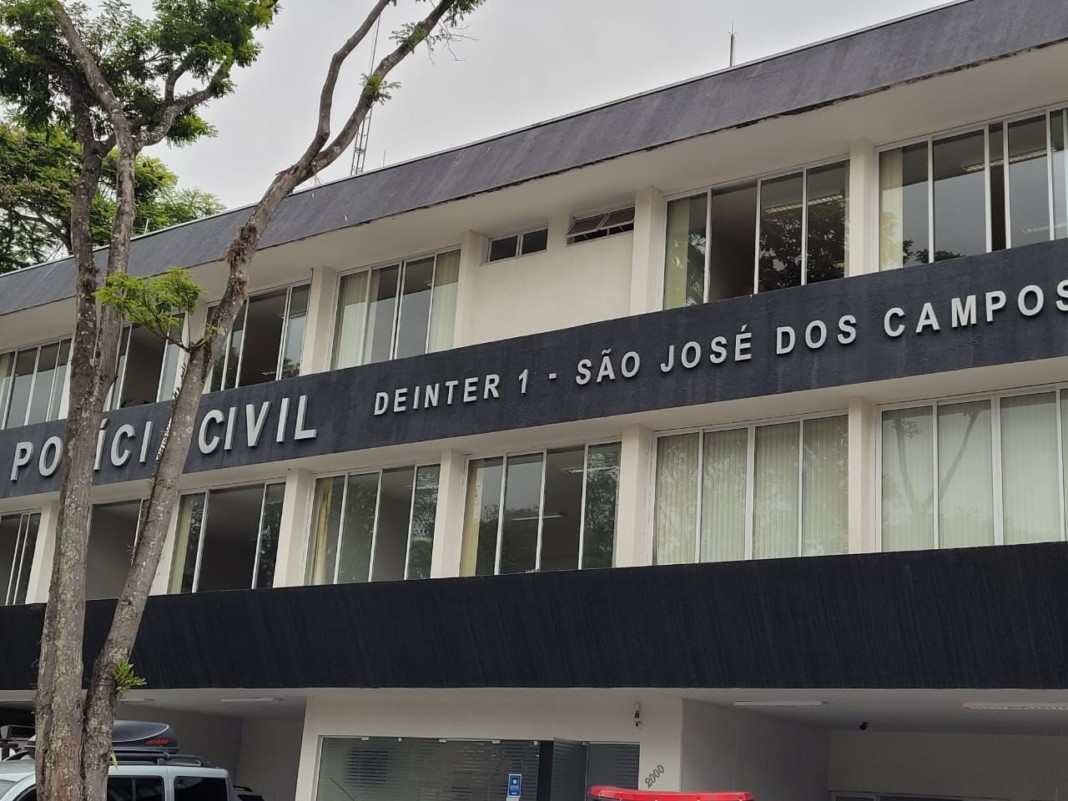 POLÍCIA CIVIL DEINTER 1 - SÃO JOSÉ DOS CAMPOS
2000